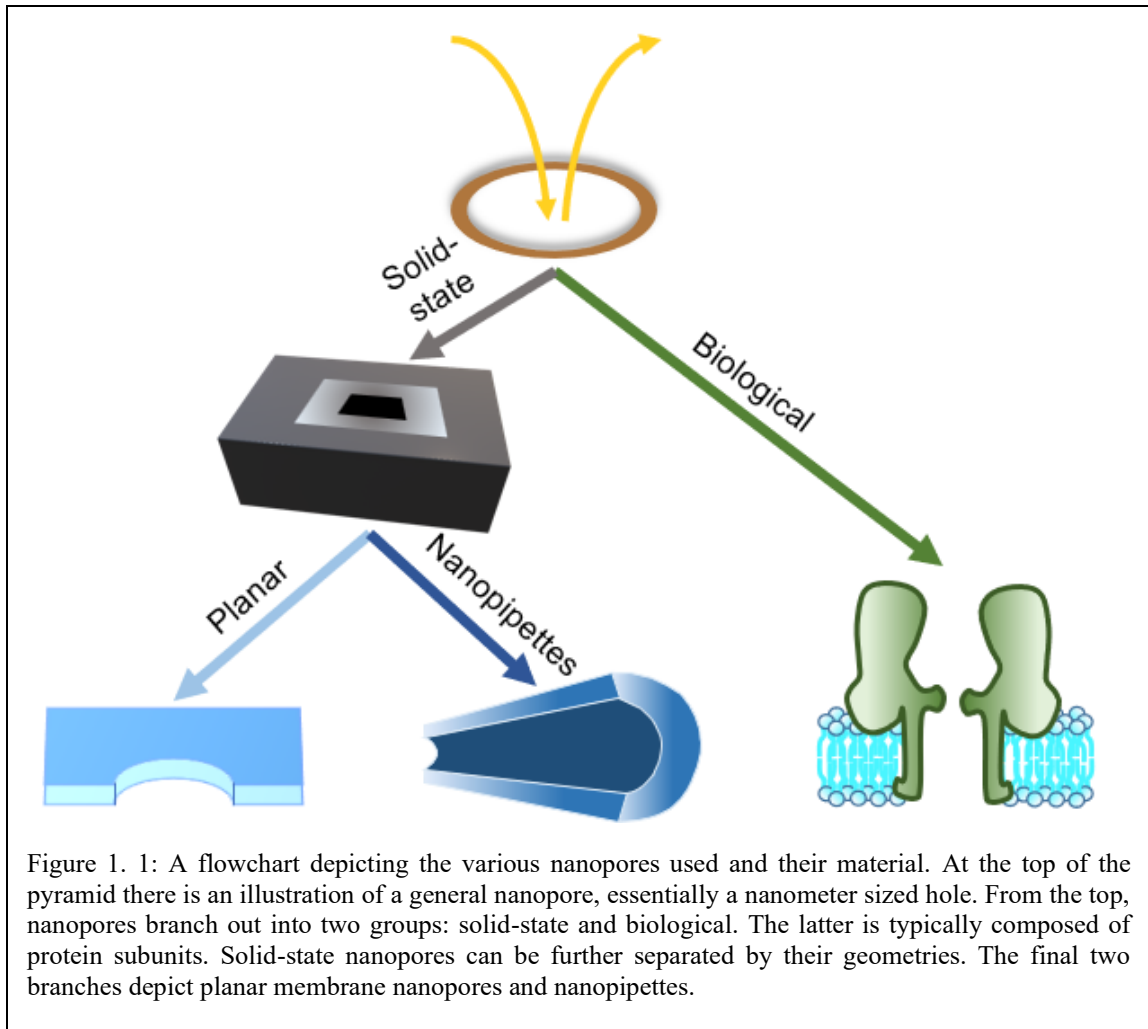 Solid-
state
Biological
Planar
Nanopipettes
Figure 1. 1: A flowchart depicting the various nanopores used and their material. At the top of the
pyramid there is an illustration of a general nanopore, essentially a nanometer sized hole. From the top,
nanopores branch out into two groups: solid-state and biological. The latter is typically composed of
protein subunits. Solid-state nanopores can be further separated by their geometries. The final two
branches depict planar membrane nanopores and nanopipettes.